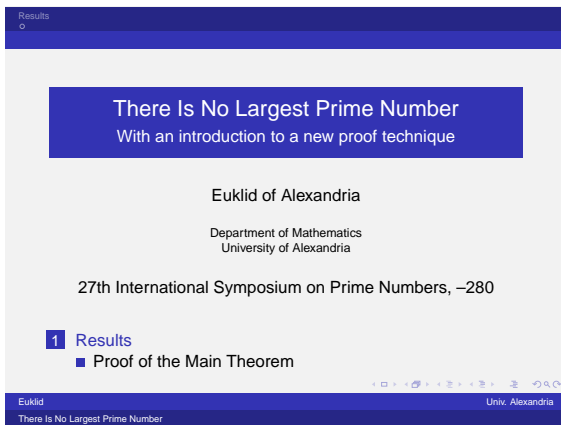 Results
There Is No Largest Prime Number
With an introduction to a new proof technique
Euklid of Alexandria
Department of Mathematics
University of Alexandria
27th International Symposium on Prime Numbers, –280
1 Results
Proof of the Main Theorem
Euklid Univ. Alexandria
There Is No Largest Prime Number